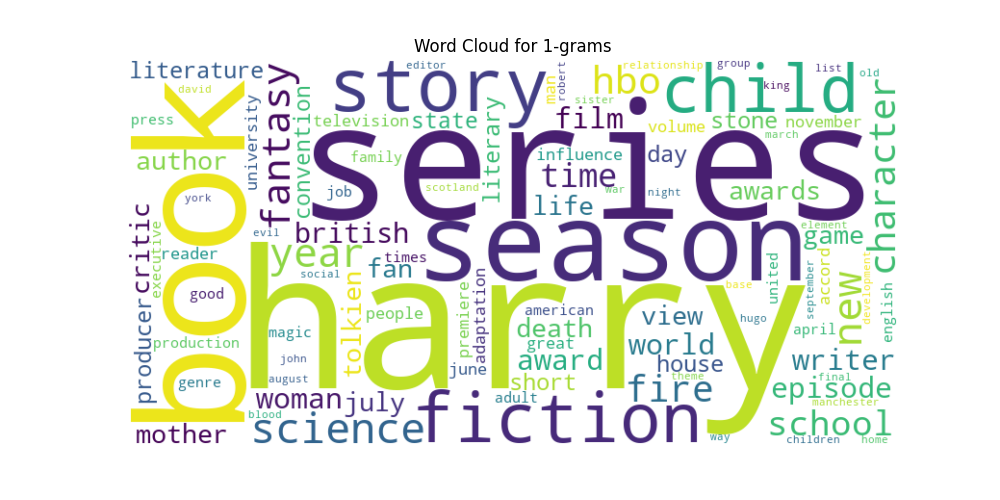 Word Cloud for 1-grams
literature
david
press
author
university
fantasy
editor
story
hbo
relationship
group
king
list
old
child
man
robert
sister
film
volume
stone
november
march
television
state
convention
literary
family
job
scotland
influence
time
day
life
war
night
awards
character
book
york
series
critic
executive
reader
good
producer
production
genre
mother
evil
british
year
times
fan
social
season
element
game
harry
magic
john
august
tolkien
people
premiere
adaptation
american
death
great
award
june
short
adult
view
world
house
fire
theme
base
hugo
united
september
april
accord
new
development
english
writer
final
episode
manchester
school
woman
july
blood
science
fiction
way
children
home